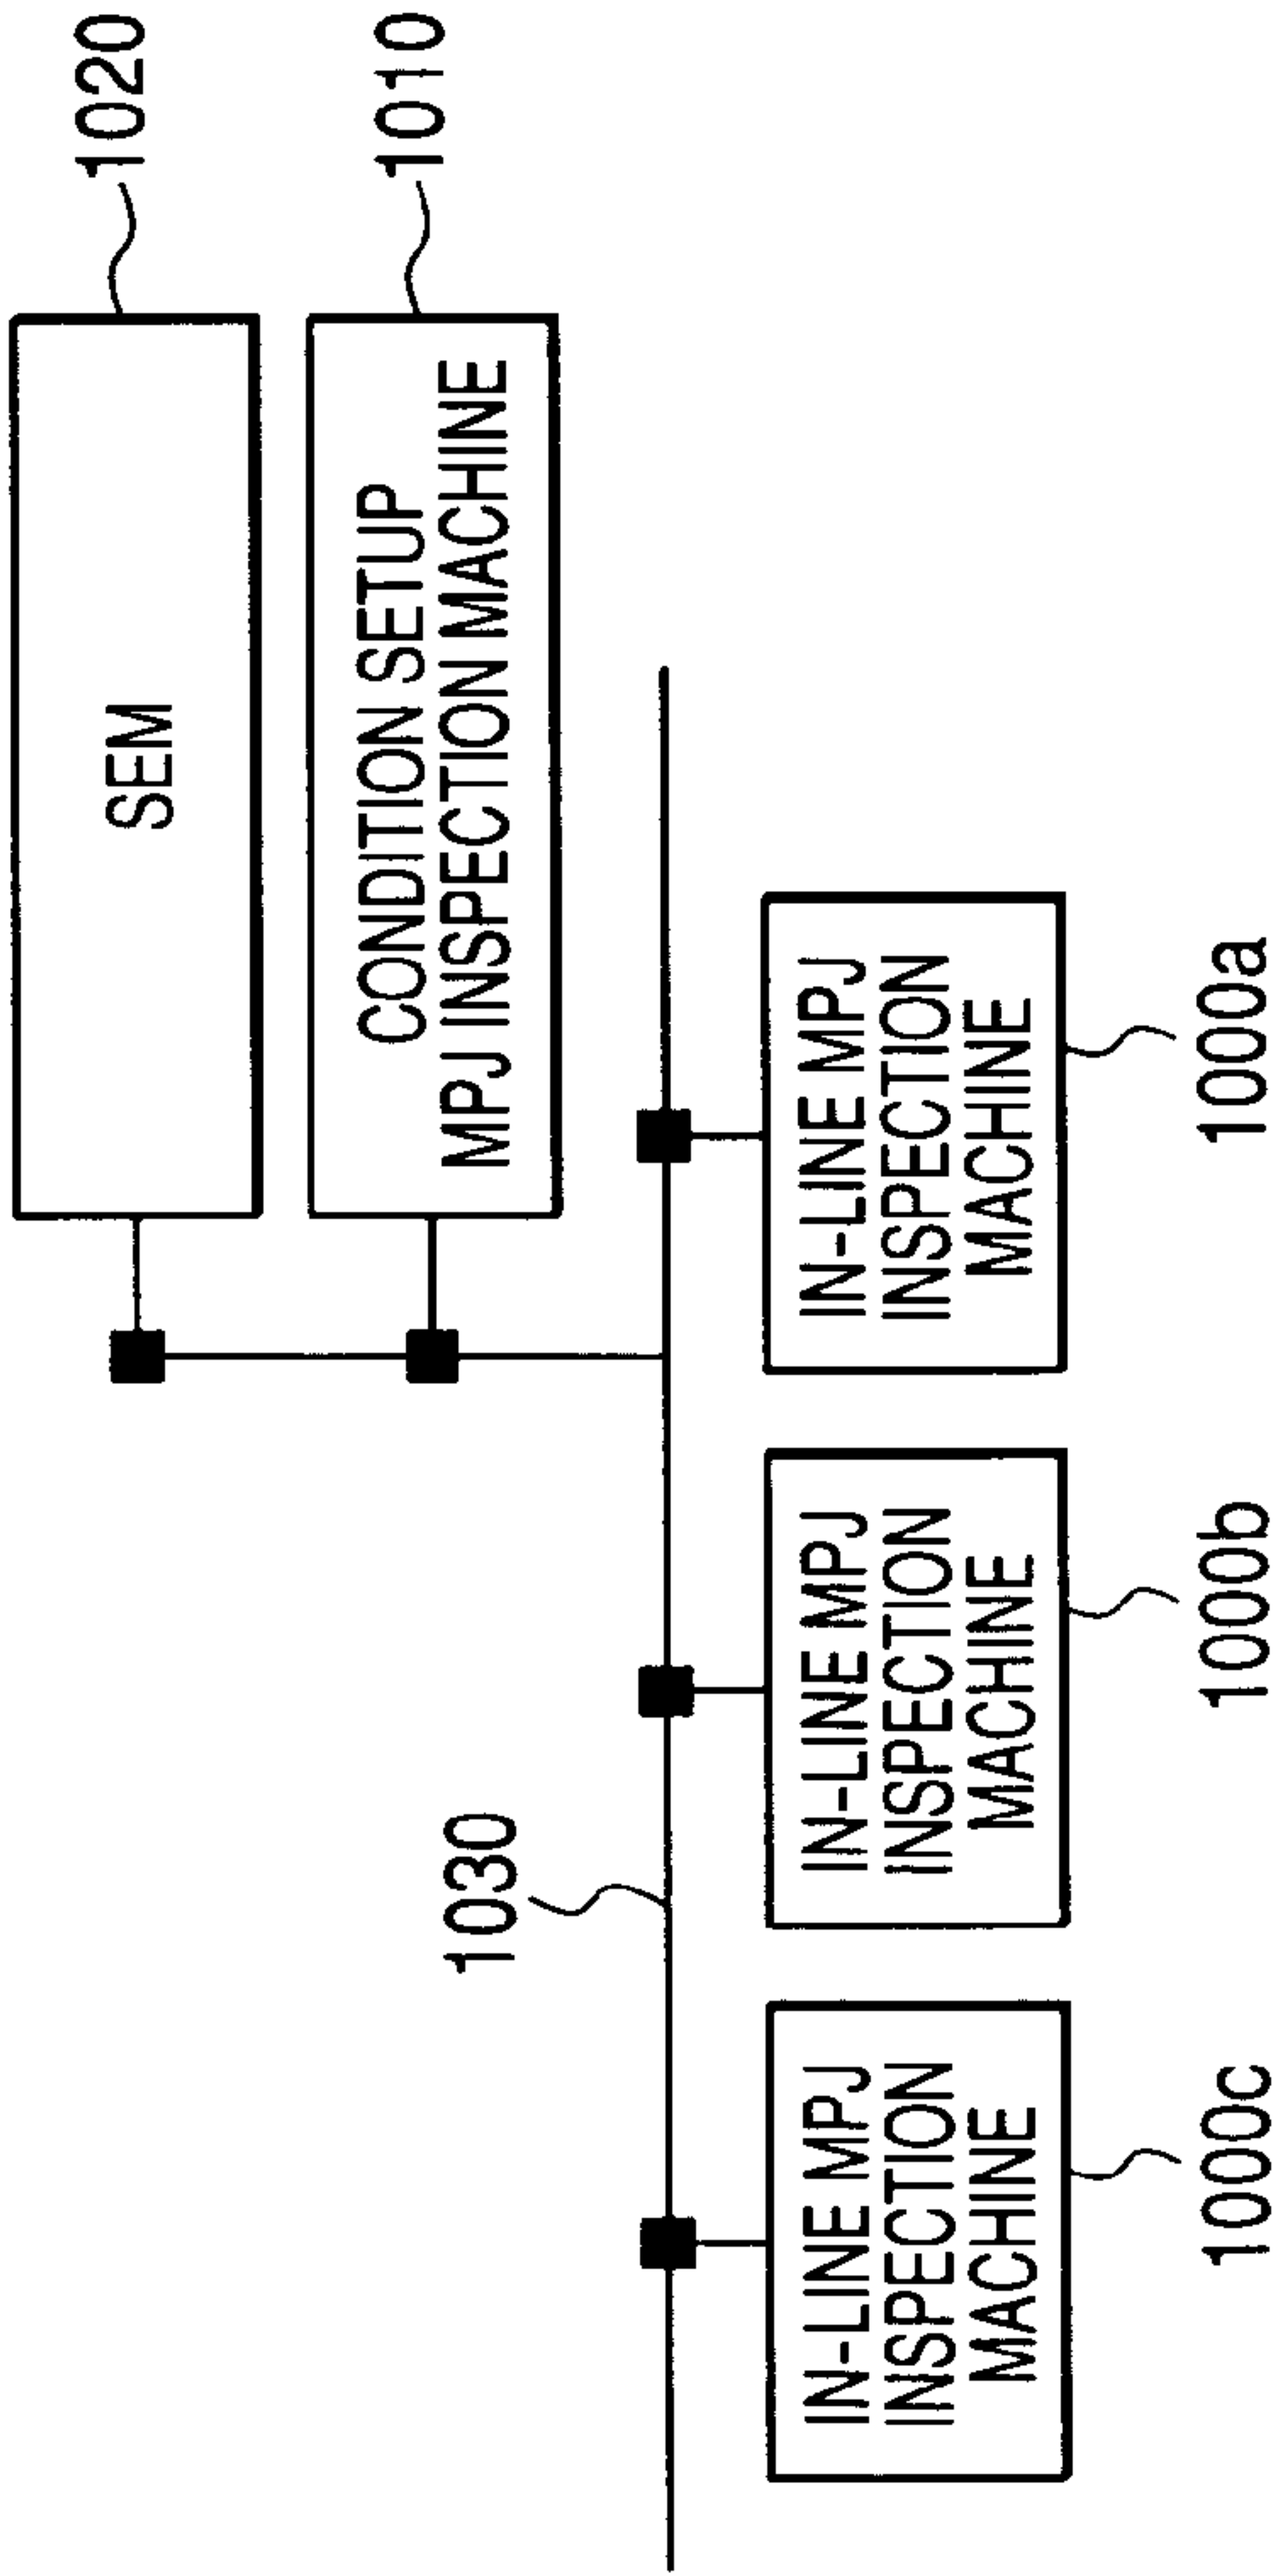 SEM
1020
CONDITION SETUP
MPJ INSPECTION MACHINE
1010
1030
IN-LINE MPJ
INSPECTION
MACHINE
1000c
IN-LINE MPJ
INSPECTION
MACHINE
1000b
IN-LINE MPJ
INSPECTION
MACHINE
1000a